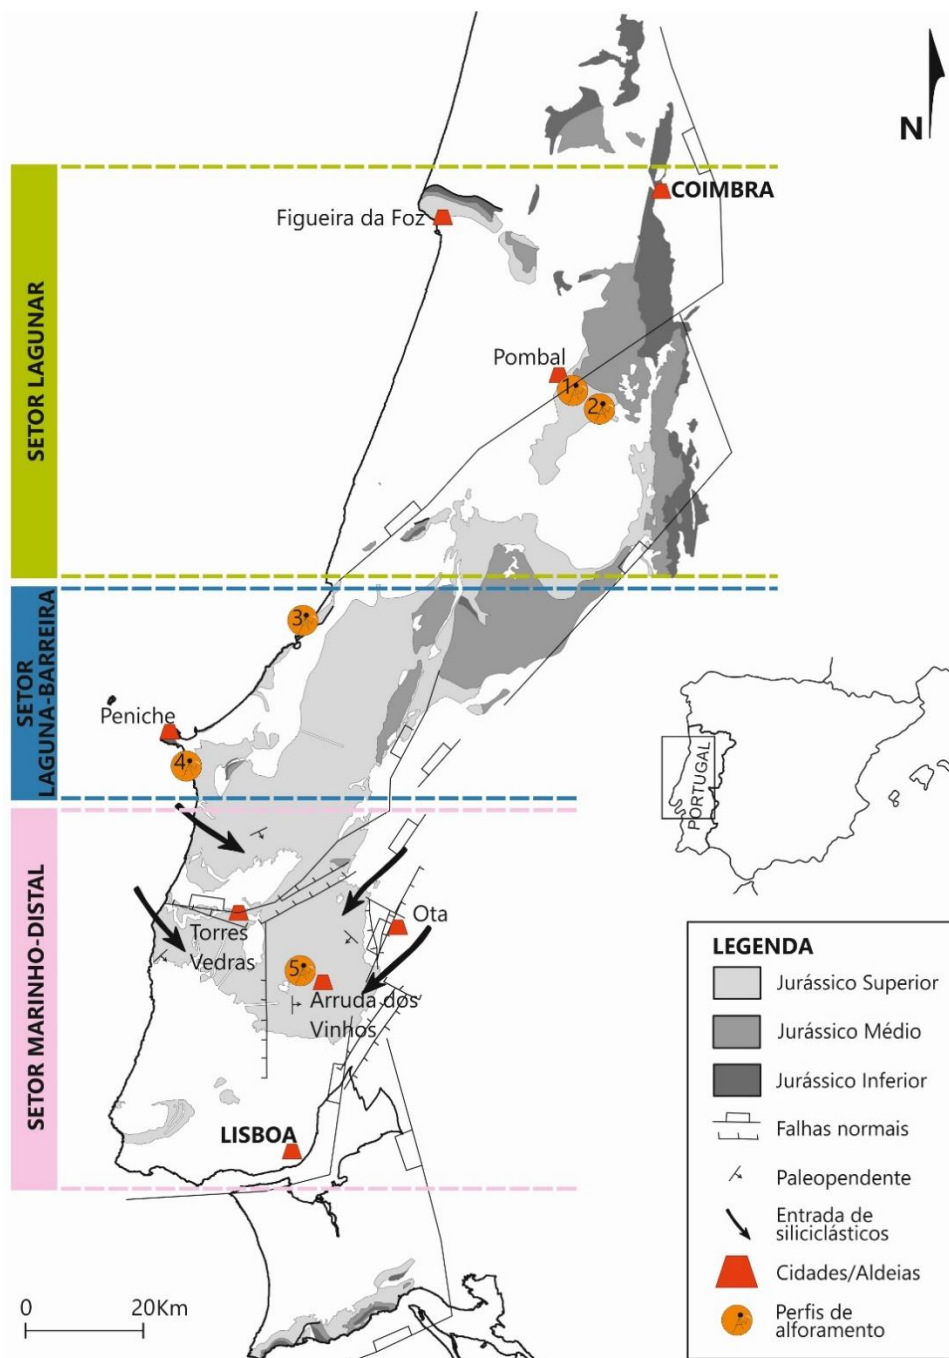 N
COIMBRA
Figueira da Foz
SETOR LAGUNAR
Pombal
1
2
3
SETOR
LAGUNA-BARREIRA
Peniche
4
PORTUGAL
SETOR MARINHO-DISTAL
Ota
Torres
Vedras
5
Arruda dos
Vinhos
LISBOA
0 20Km
LEGENDA
Jurássico Superior
Jurássico Médio
Jurássico Inferior
Falhas normais
Paleopendente
Entrada de
siliciclásticos
Cidades/Aldeias
Perfis de
alforamento